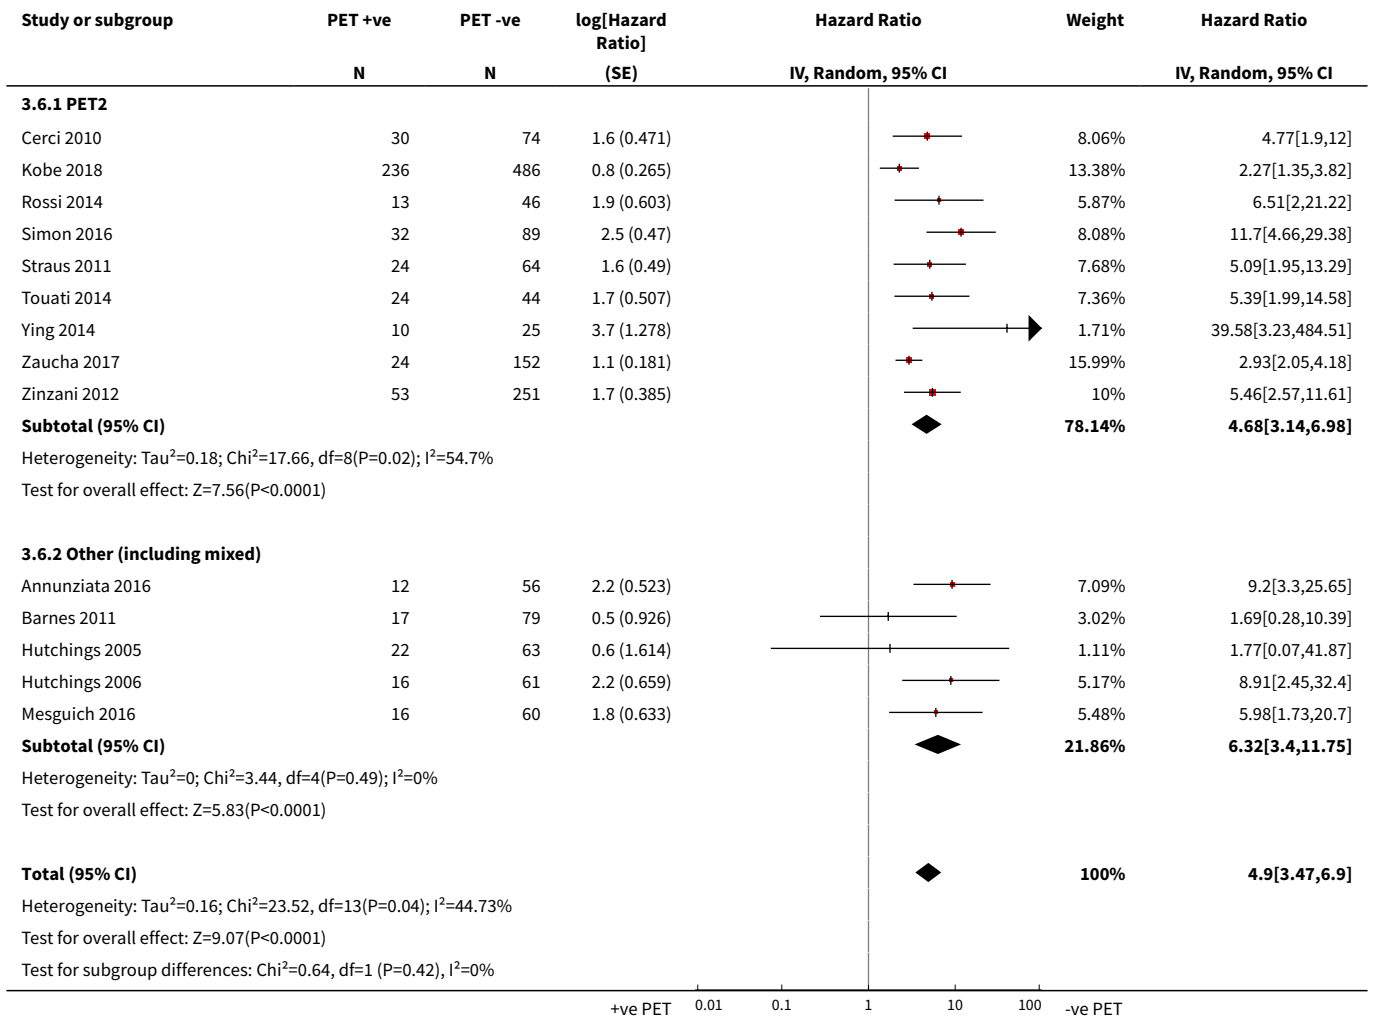 Study or subgroup PET +ve PET -ve log[Hazard Ratio] Hazard Ratio Weight Hazard Ratio
N N (SE) IV, Random, 95% CI IV, Random, 95% CI
3.6.1 PET2
Cerci 2010 30 74 1.6 (0.471) 8.06% 4.77[1.9,12]
Kobe 2018 236 486 0.8 (0.265) 13.38% 2.27[1.35,3.82]
Rossi 2014 13 46 1.9 (0.603) 5.87% 6.51[2,21.22]
Simon 2016 32 89 2.5 (0.47) 8.08% 11.7[4.66,29.38]
Straus 2011 24 64 1.6 (0.49) 7.68% 5.09[1.95,13.29]
Touati 2014 24 44 1.7 (0.507) 7.36% 5.39[1.99,14.58]
Ying 2014 10 25 3.7 (1.278) 1.71% 39.58[3.23,484.51]
Zaucha 2017 24 152 1.1 (0.181) 15.99% 2.93[2.05,4.18]
Zinzani 2012 53 251 1.7 (0.385) 10% 5.46[2.57,11.61]
Subtotal (95% CI) 78.14% 4.68[3.14,6.98]
Heterogeneity: Tau²=0.18; Chi²=17.66, df=8(P=0.02); I²=54.7%
Test for overall effect: Z=7.56(P<0.0001)
3.6.2 Other (including mixed)
Annunziata 2016 12 56 2.2 (0.523) 7.09% 9.2[3.3,25.65]
Barnes 2011 17 79 0.5 (0.926) 3.02% 1.69[0.28,10.39]
Hutchings 2005 22 63 0.6 (1.614) 1.11% 1.77[0.07,41.87]
Hutchings 2006 16 61 2.2 (0.659) 5.17% 8.91[2.45,32.4]
Mesguich 2016 16 60 1.8 (0.633) 5.48% 5.98[1.73,20.7]
Subtotal (95% CI) 21.86% 6.32[3.4,11.75]
Heterogeneity: Tau²=0; Chi²=3.44, df=4(P=0.49); I²=0%
Test for overall effect: Z=5.83(P<0.0001)
Total (95% CI) 100% 4.9[3.47,6.9]
Heterogeneity: Tau²=0.16; Chi²=23.52, df=13(P=0.04); I²=44.73%
Test for overall effect: Z=9.07(P<0.0001)
Test for subgroup differences: Chi²=0.64, df=1 (P=0.42), I²=0%
+ve PET 0.01 0.1 1 10 100 -ve PET